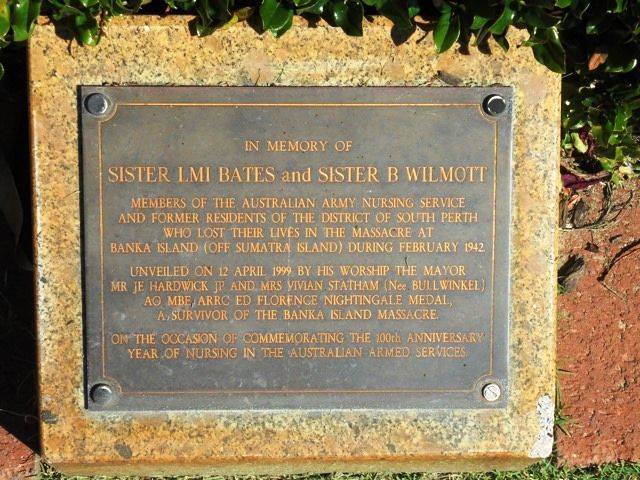 IN MEMORY OF
SISTER LMI BATES and SISTER B WILMOTT
MEMBERS OF THE AUSTRALIAN ARMY NURSING SERVICE
AND FORMER RESIDENTS OF THE DISTRICT OF SOUTH PERTH
WHO LOST THEIR LIVES IN THE MASSACRE AT
BANKA ISLAND (OFF SUMATRA ISLAND) DURING FEBRUARY 1942.
UNVEILED ON 12 APRIL 1999 BY HIS WORSHIP THE MAYOR
MR JE HARDWICK JP AND MRS VIVIAN STATHAM (Nee BULLWINKEL)
AO MBE, ARRC ED FLORENCE NIGHTINGALE MEDAL,
A SURVIVOR OF THE BANKA ISLAND MASSACRE.
ON THE OCCASION OF COMMEMORATING THE 100th ANNIVERSARY
YEAR OF NURSING IN THE AUSTRALIAN ARMED SERVICES.